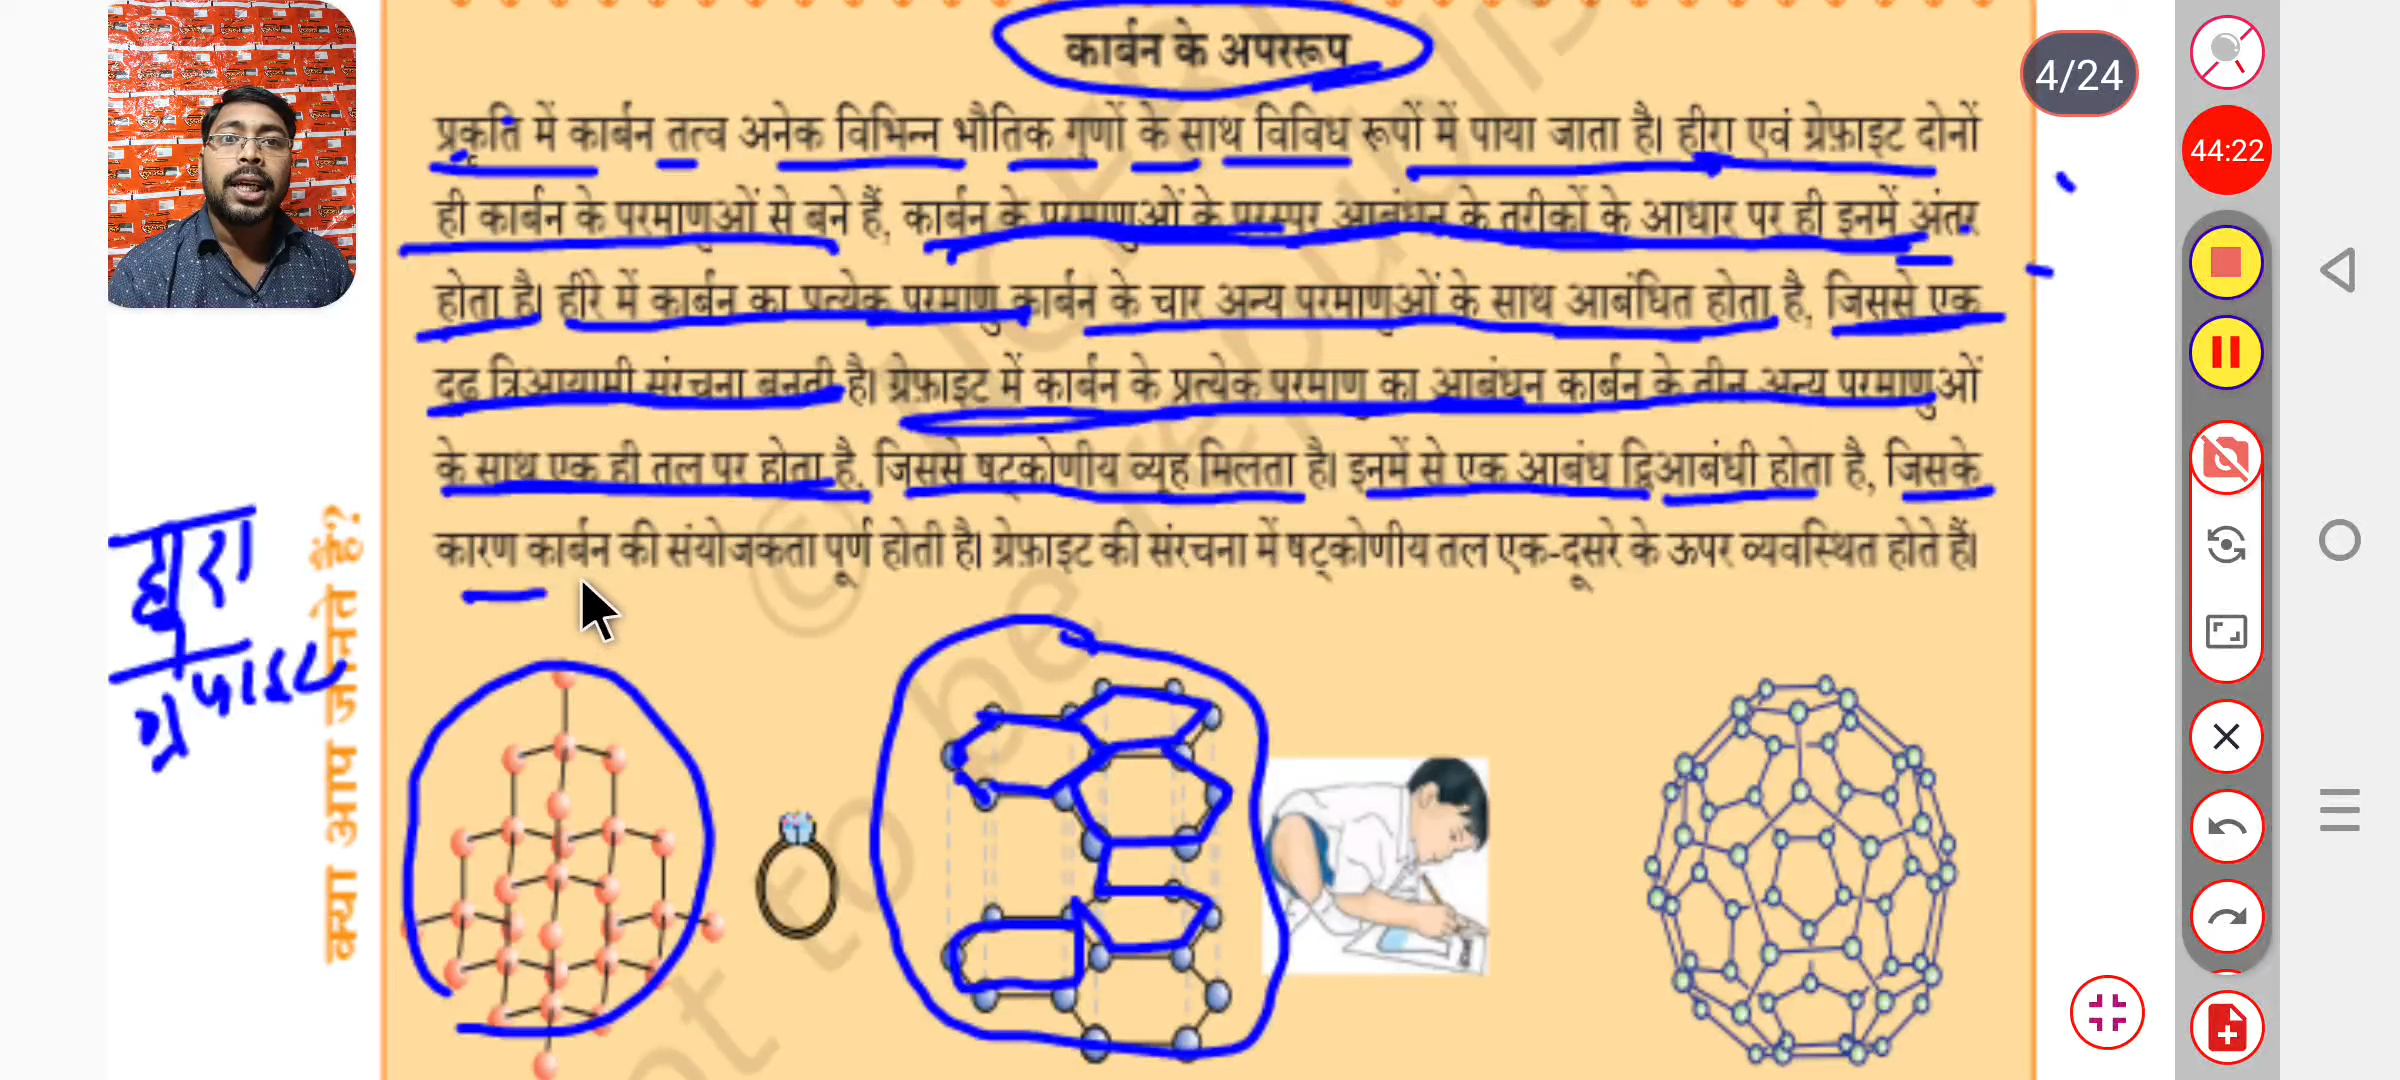 कार्बन के अपररूप
4/24
44:22
प्रकृति में कार्बन तत्व अनेक विभिन्न भौतिक गुणों के साथ विविध रूपों में पाया जाता है। हीरा एवं ग्रेफ़ाइट दोनों
ही कार्बन के परमाणुओं से बने हैं, कार्बन के परमाणुओं के परस्पर आबंधन के तरीकों के आधार पर ही इनमें अंतर
होता है। हीरे में कार्बन का प्रत्येक परमाणु कार्बन के चार अन्य परमाणुओं के साथ आबंधित होता है, जिससे एक
दृढ़ त्रिआयामी संरचना बनती है। ग्रेफ़ाइट में कार्बन के प्रत्येक परमाणु का आबंधन कार्बन के तीन अन्य परमाणुओं
के साथ एक ही तल पर होता है, जिससे षट्कोणीय व्यूह मिलता है। इनमें से एक आबंध द्विआबंधी होता है, जिसके
कारण कार्बन की संयोजकता पूर्ण होती है। ग्रेफ़ाइट की संरचना में षट्कोणीय तल एक-दूसरे के ऊपर व्यवस्थित होते हैं।
क्या आप जानते हैं?
हीरा